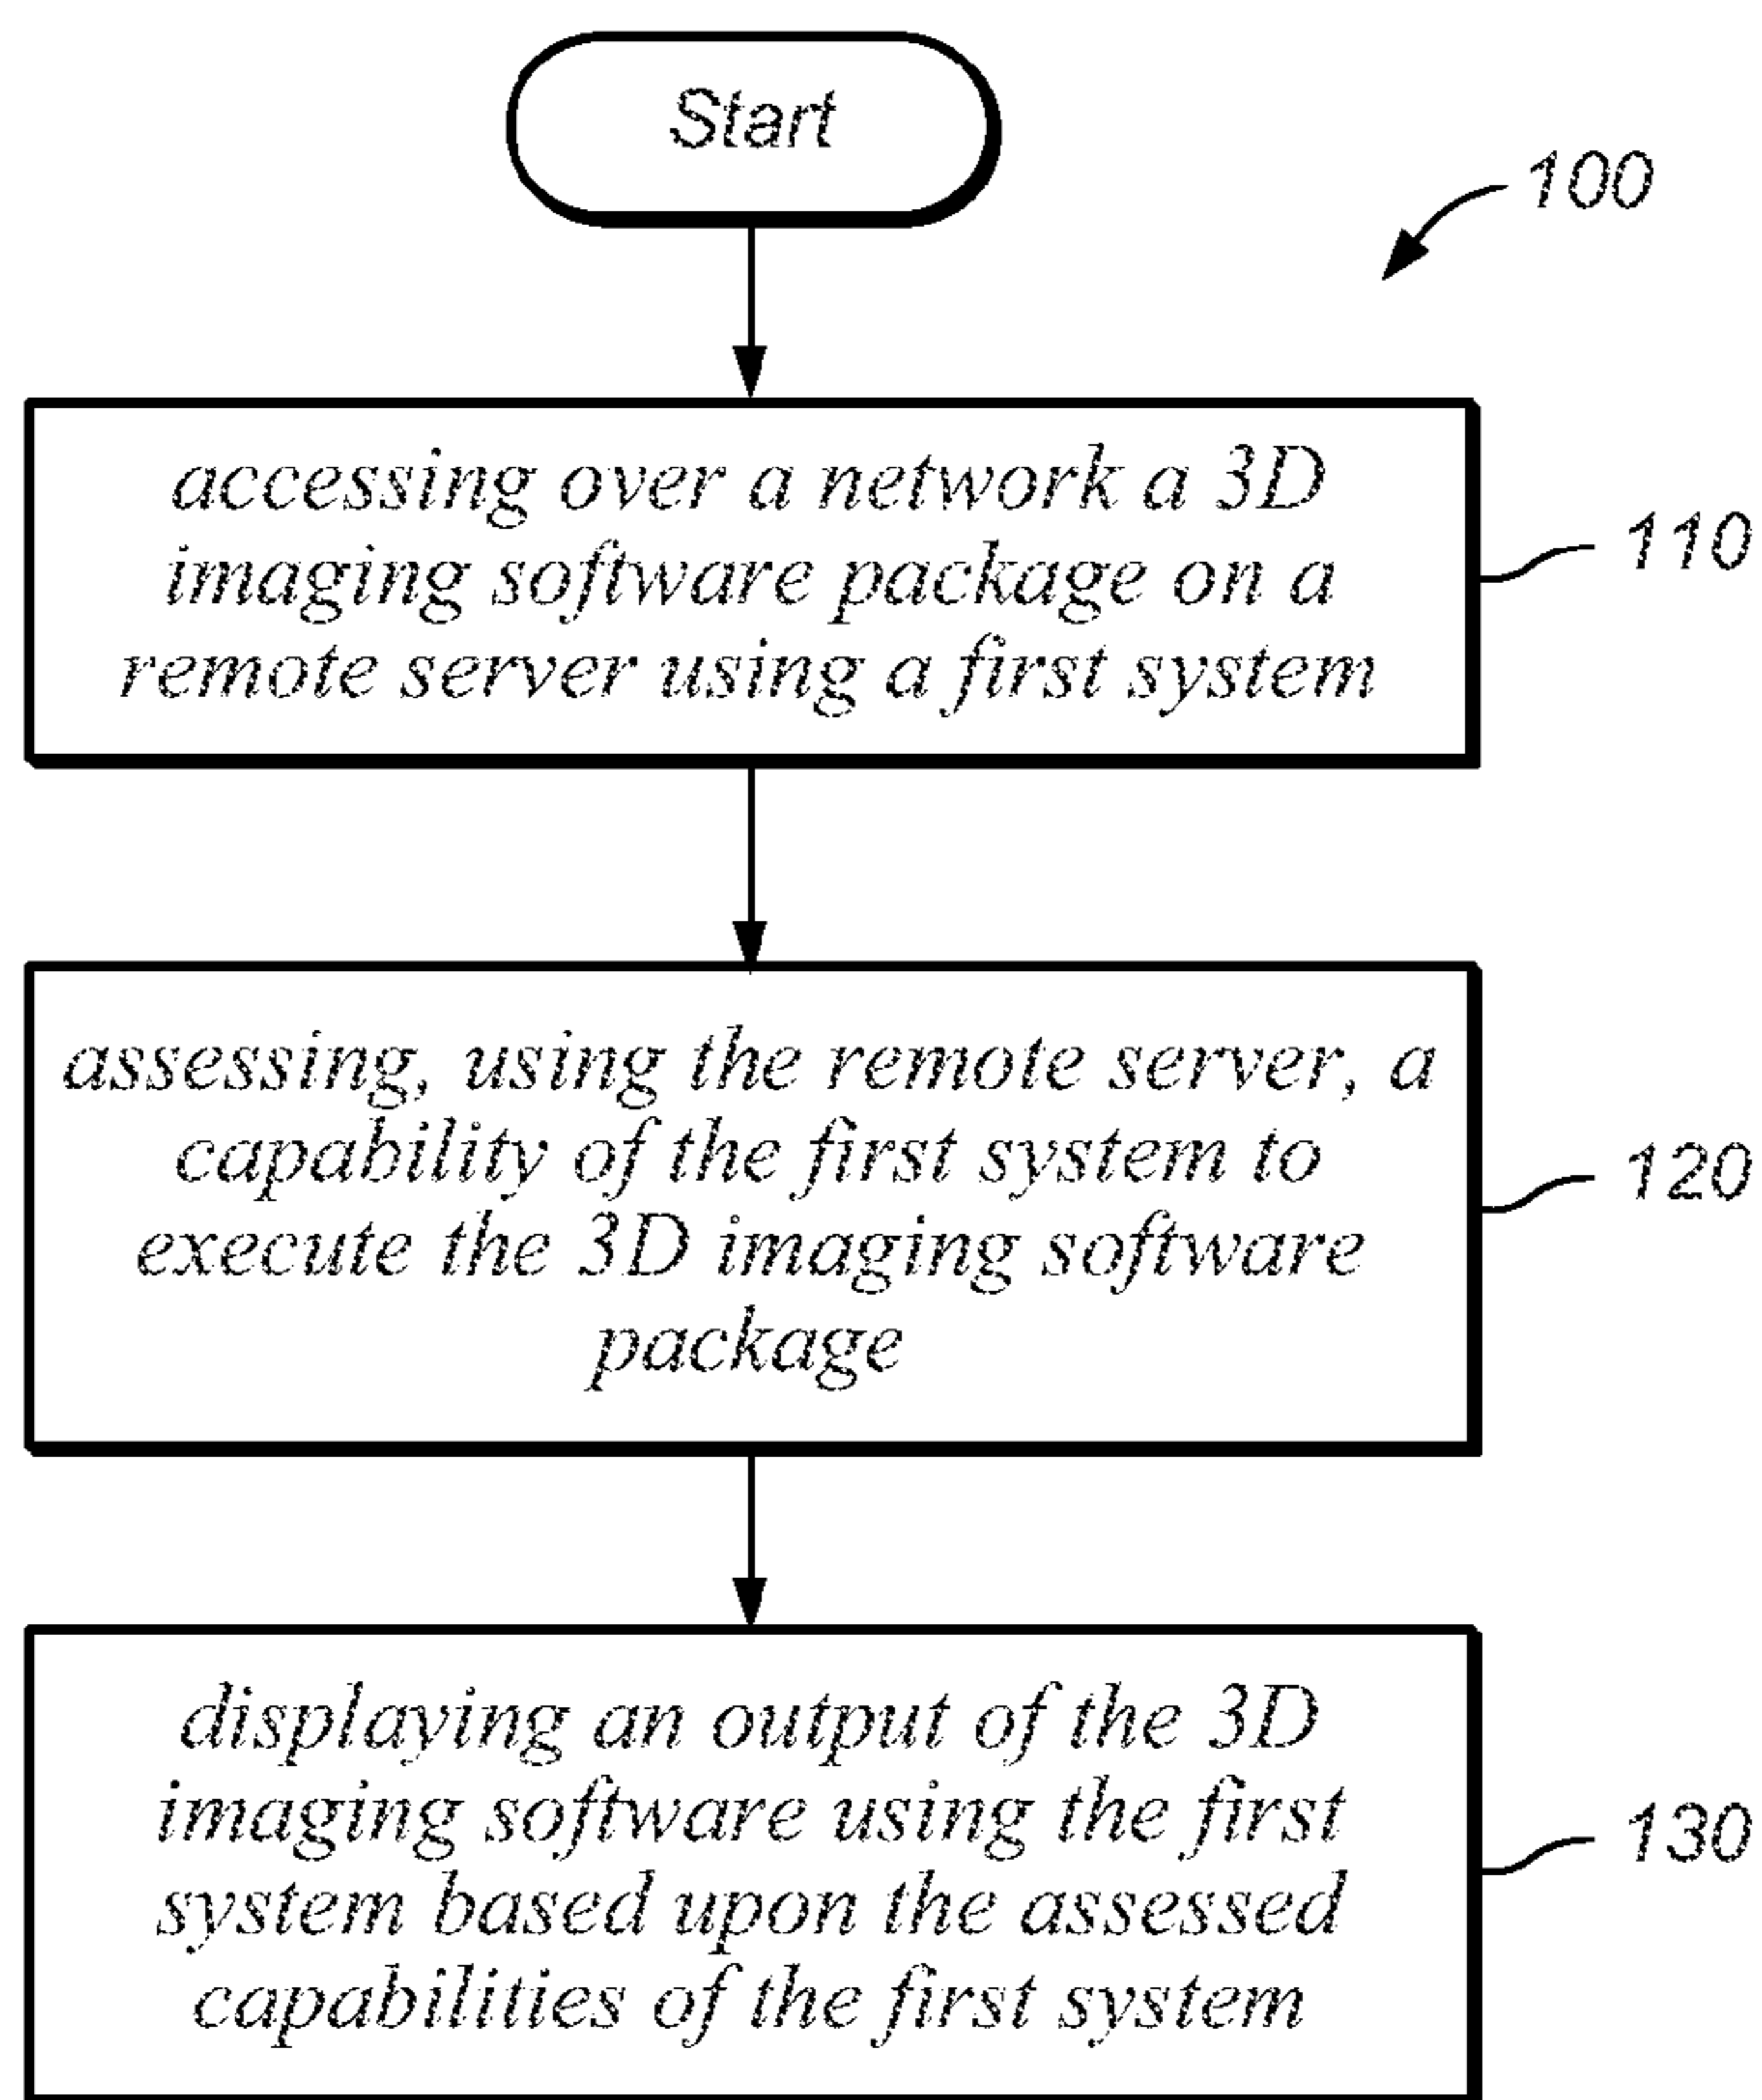 Start
100
accessing over a network a 3D
imaging software package on a
remote server using a first system
110
assessing, using the remote server, a
capability of the first system to
execute the 3D imaging software
package
120
displaying an output of the 3D
imaging software using the first
system based upon the assessed
capabilities of the first system
130